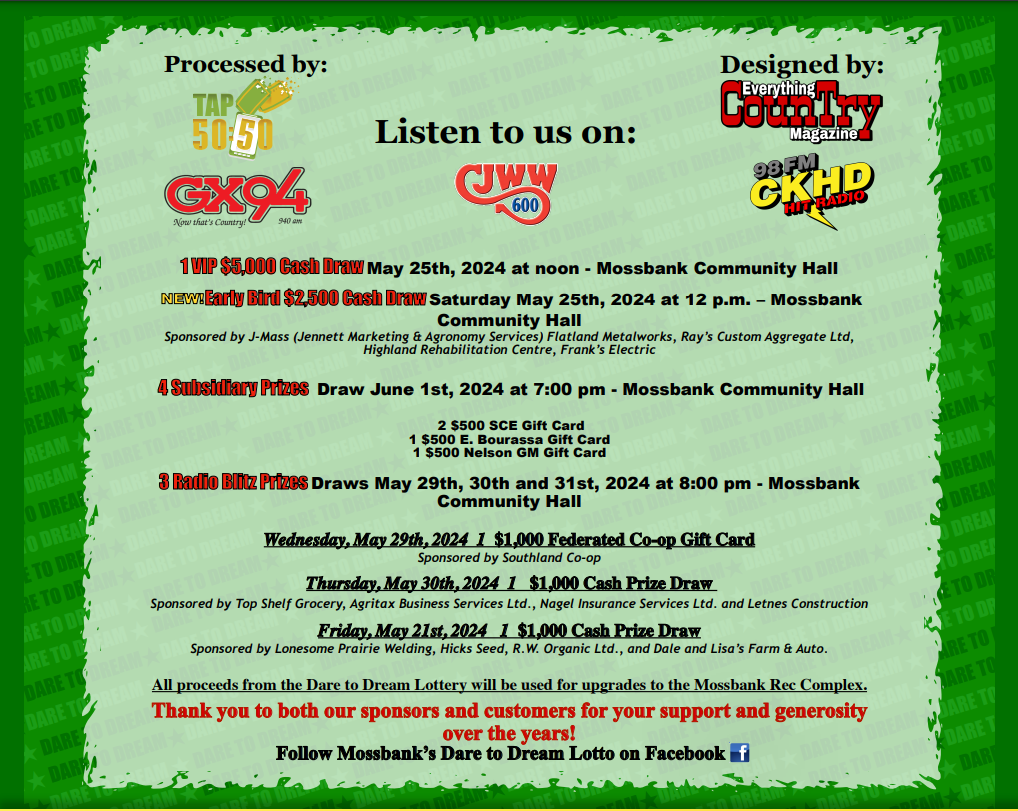 Processed by:
Designed by:
TAP
50:50
Everything
Country
Magazine
Listen to us on:
GX94
Now that's Country!
940 am
CJWW
600
98 FM
CKHD
HIT RADIO
1 VIP $5,000 Cash Draw May 25th, 2024 at noon - Mossbank Community Hall
NEW! Early Bird $2,500 Cash Draw Saturday May 25th, 2024 at 12 p.m. – Mossbank
Community Hall
Sponsored by J-Mass (Jennett Marketing & Agronomy Services) Flatland Metalworks, Ray's Custom Aggregate Ltd,
Highland Rehabilitation Centre, Frank's Electric
4 Subsidiary Prizes Draw June 1st, 2024 at 7:00 pm - Mossbank Community Hall
2 $500 SCE Gift Card
1 $500 E. Bourassa Gift Card
1 $500 Nelson GM Gift Card
3 Radio Blitz Prizes Draws May 29th, 30th and 31st, 2024 at 8:00 pm - Mossbank
Community Hall
Wednesday, May 29th, 2024 1 $1,000 Federated Co-op Gift Card
Sponsored by Southland Co-op
Thursday, May 30th, 2024 1 $1,000 Cash Prize Draw
Sponsored by Top Shelf Grocery, Agritax Business Services Ltd., Nagel Insurance Services Ltd. and Letnes Construction
Friday, May 21st, 2024 1 $1,000 Cash Prize Draw
Sponsored by Lonesome Prairie Welding, Hicks Seed, R.W. Organic Ltd., and Dale and Lisa's Farm & Auto.
All proceeds from the Dare to Dream Lottery will be used for upgrades to the Mossbank Rec Complex.
Thank you to both our sponsors and customers for your support and generosity
over the years!
Follow Mossbank's Dare to Dream Lotto on Facebook f
DARE TO DREAM